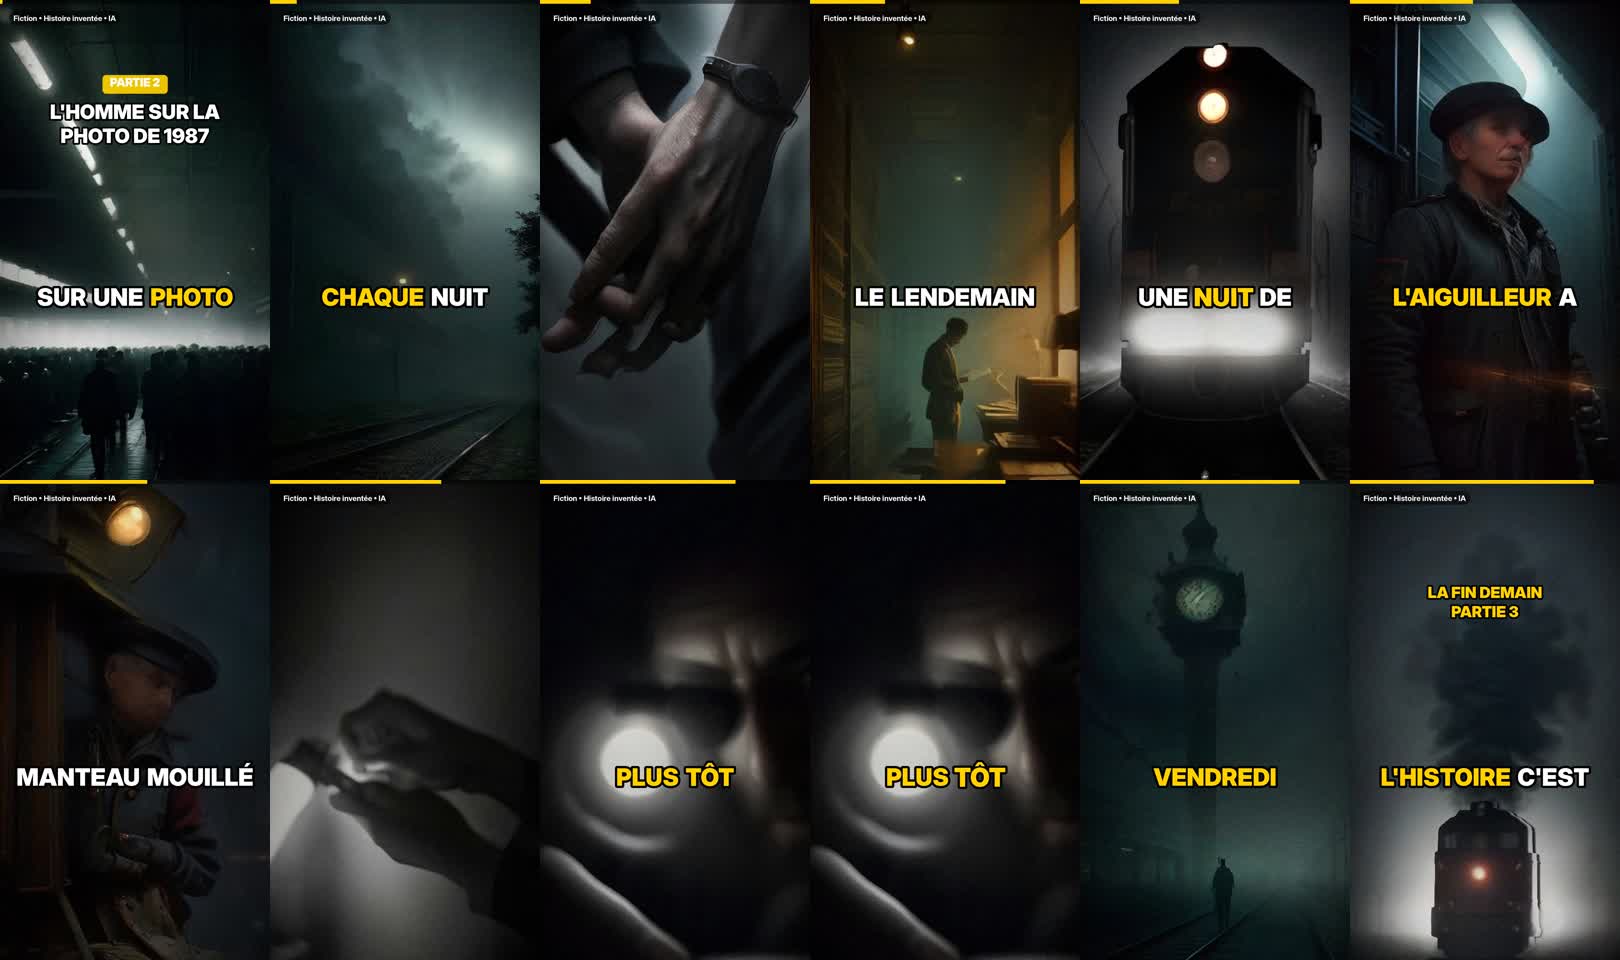 Fiction • Histoire inventée • IA
PARTIE 2
L'HOMME SUR LA
PHOTO DE 1987
SUR UNE PHOTO
Fiction • Histoire inventée • IA
CHAQUE NUIT
Fiction • Histoire inventée • IA
Fiction • Histoire inventée • IA
LE LENDEMAIN
Fiction • Histoire inventée • IA
UNE NUIT DE
Fiction • Histoire inventée • IA
L'AIGUILLEUR A
Fiction • Histoire inventée • IA
MANTEAU MOUILLÉ
Fiction • Histoire inventée • IA
Fiction • Histoire inventée • IA
PLUS TÔT
Fiction • Histoire inventée • IA
PLUS TÔT
Fiction • Histoire inventée • IA
VENDREDI
Fiction • Histoire inventée • IA
LA FIN DEMAIN
PARTIE 3
L'HISTOIRE C'EST